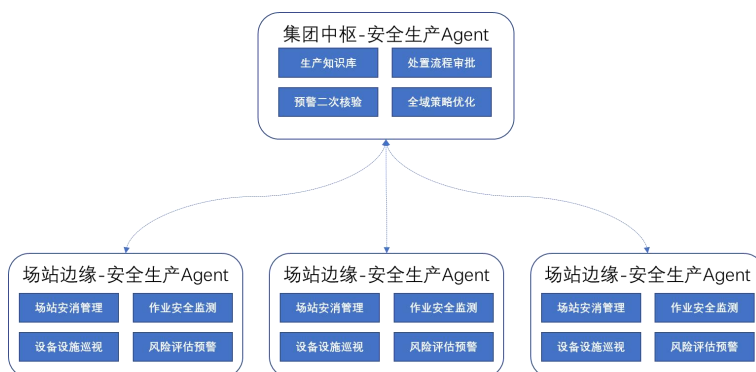 集团中枢-安全生产Agent
生产知识库 处置流程审批
预警二次核验 全域策略优化
场站边缘-安全生产Agent 场站边缘-安全生产Agent 场站边缘-安全生产Agent
场站安消管理 作业安全监测 场站安消管理 作业安全监测 场站安消管理 作业安全监测
设备设施巡视 风险评估预警 设备设施巡视 风险评估预警 设备设施巡视 风险评估预警